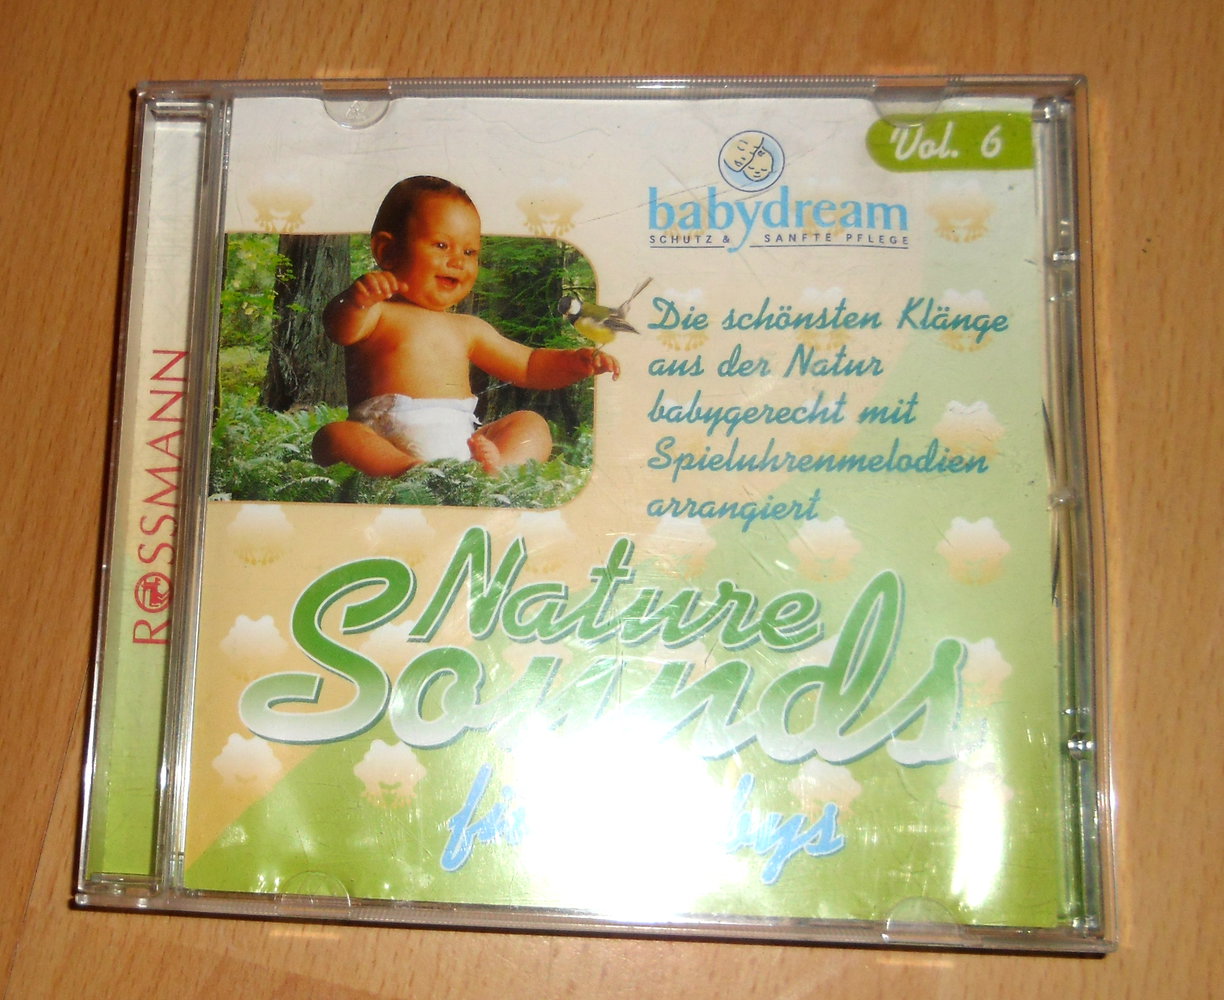 ROSSMANN
Vol. 6
babydream
SCHUTZ & SANFTE PFLEGE
Die schönsten Klänge
aus der Natur
babygerecht mit
Spieluhrenmelodien
arrangiert
Nature
Sounds